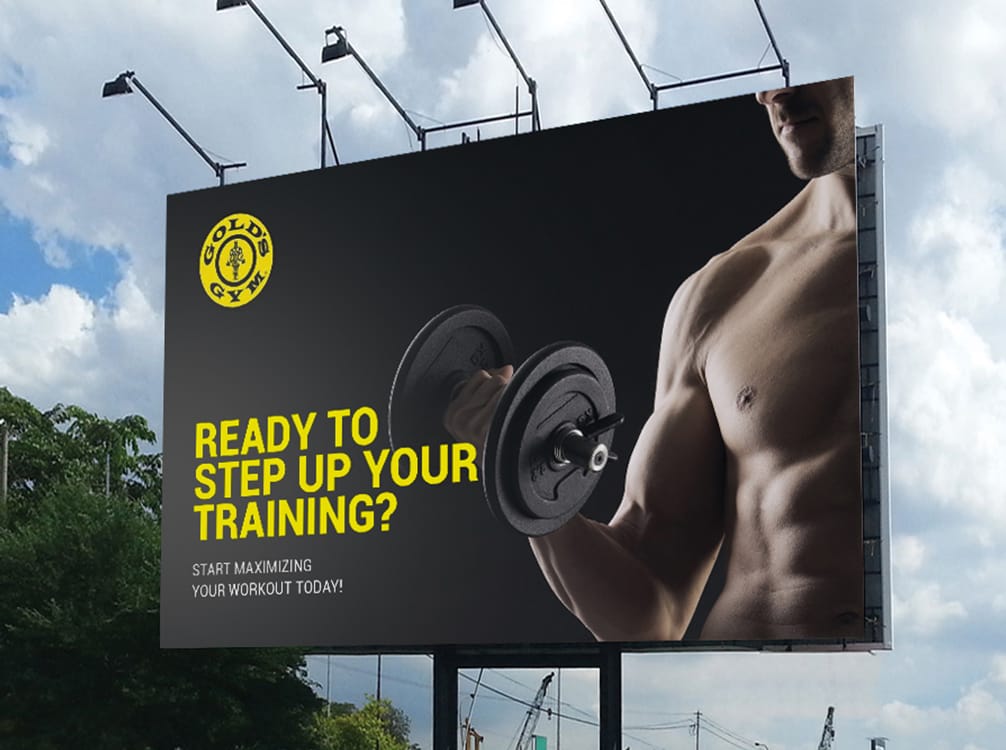 GOLD'S
GYM
READY TO
STEP UP YOUR
TRAINING?
START MAXIMIZING
YOUR WORKOUT TODAY!